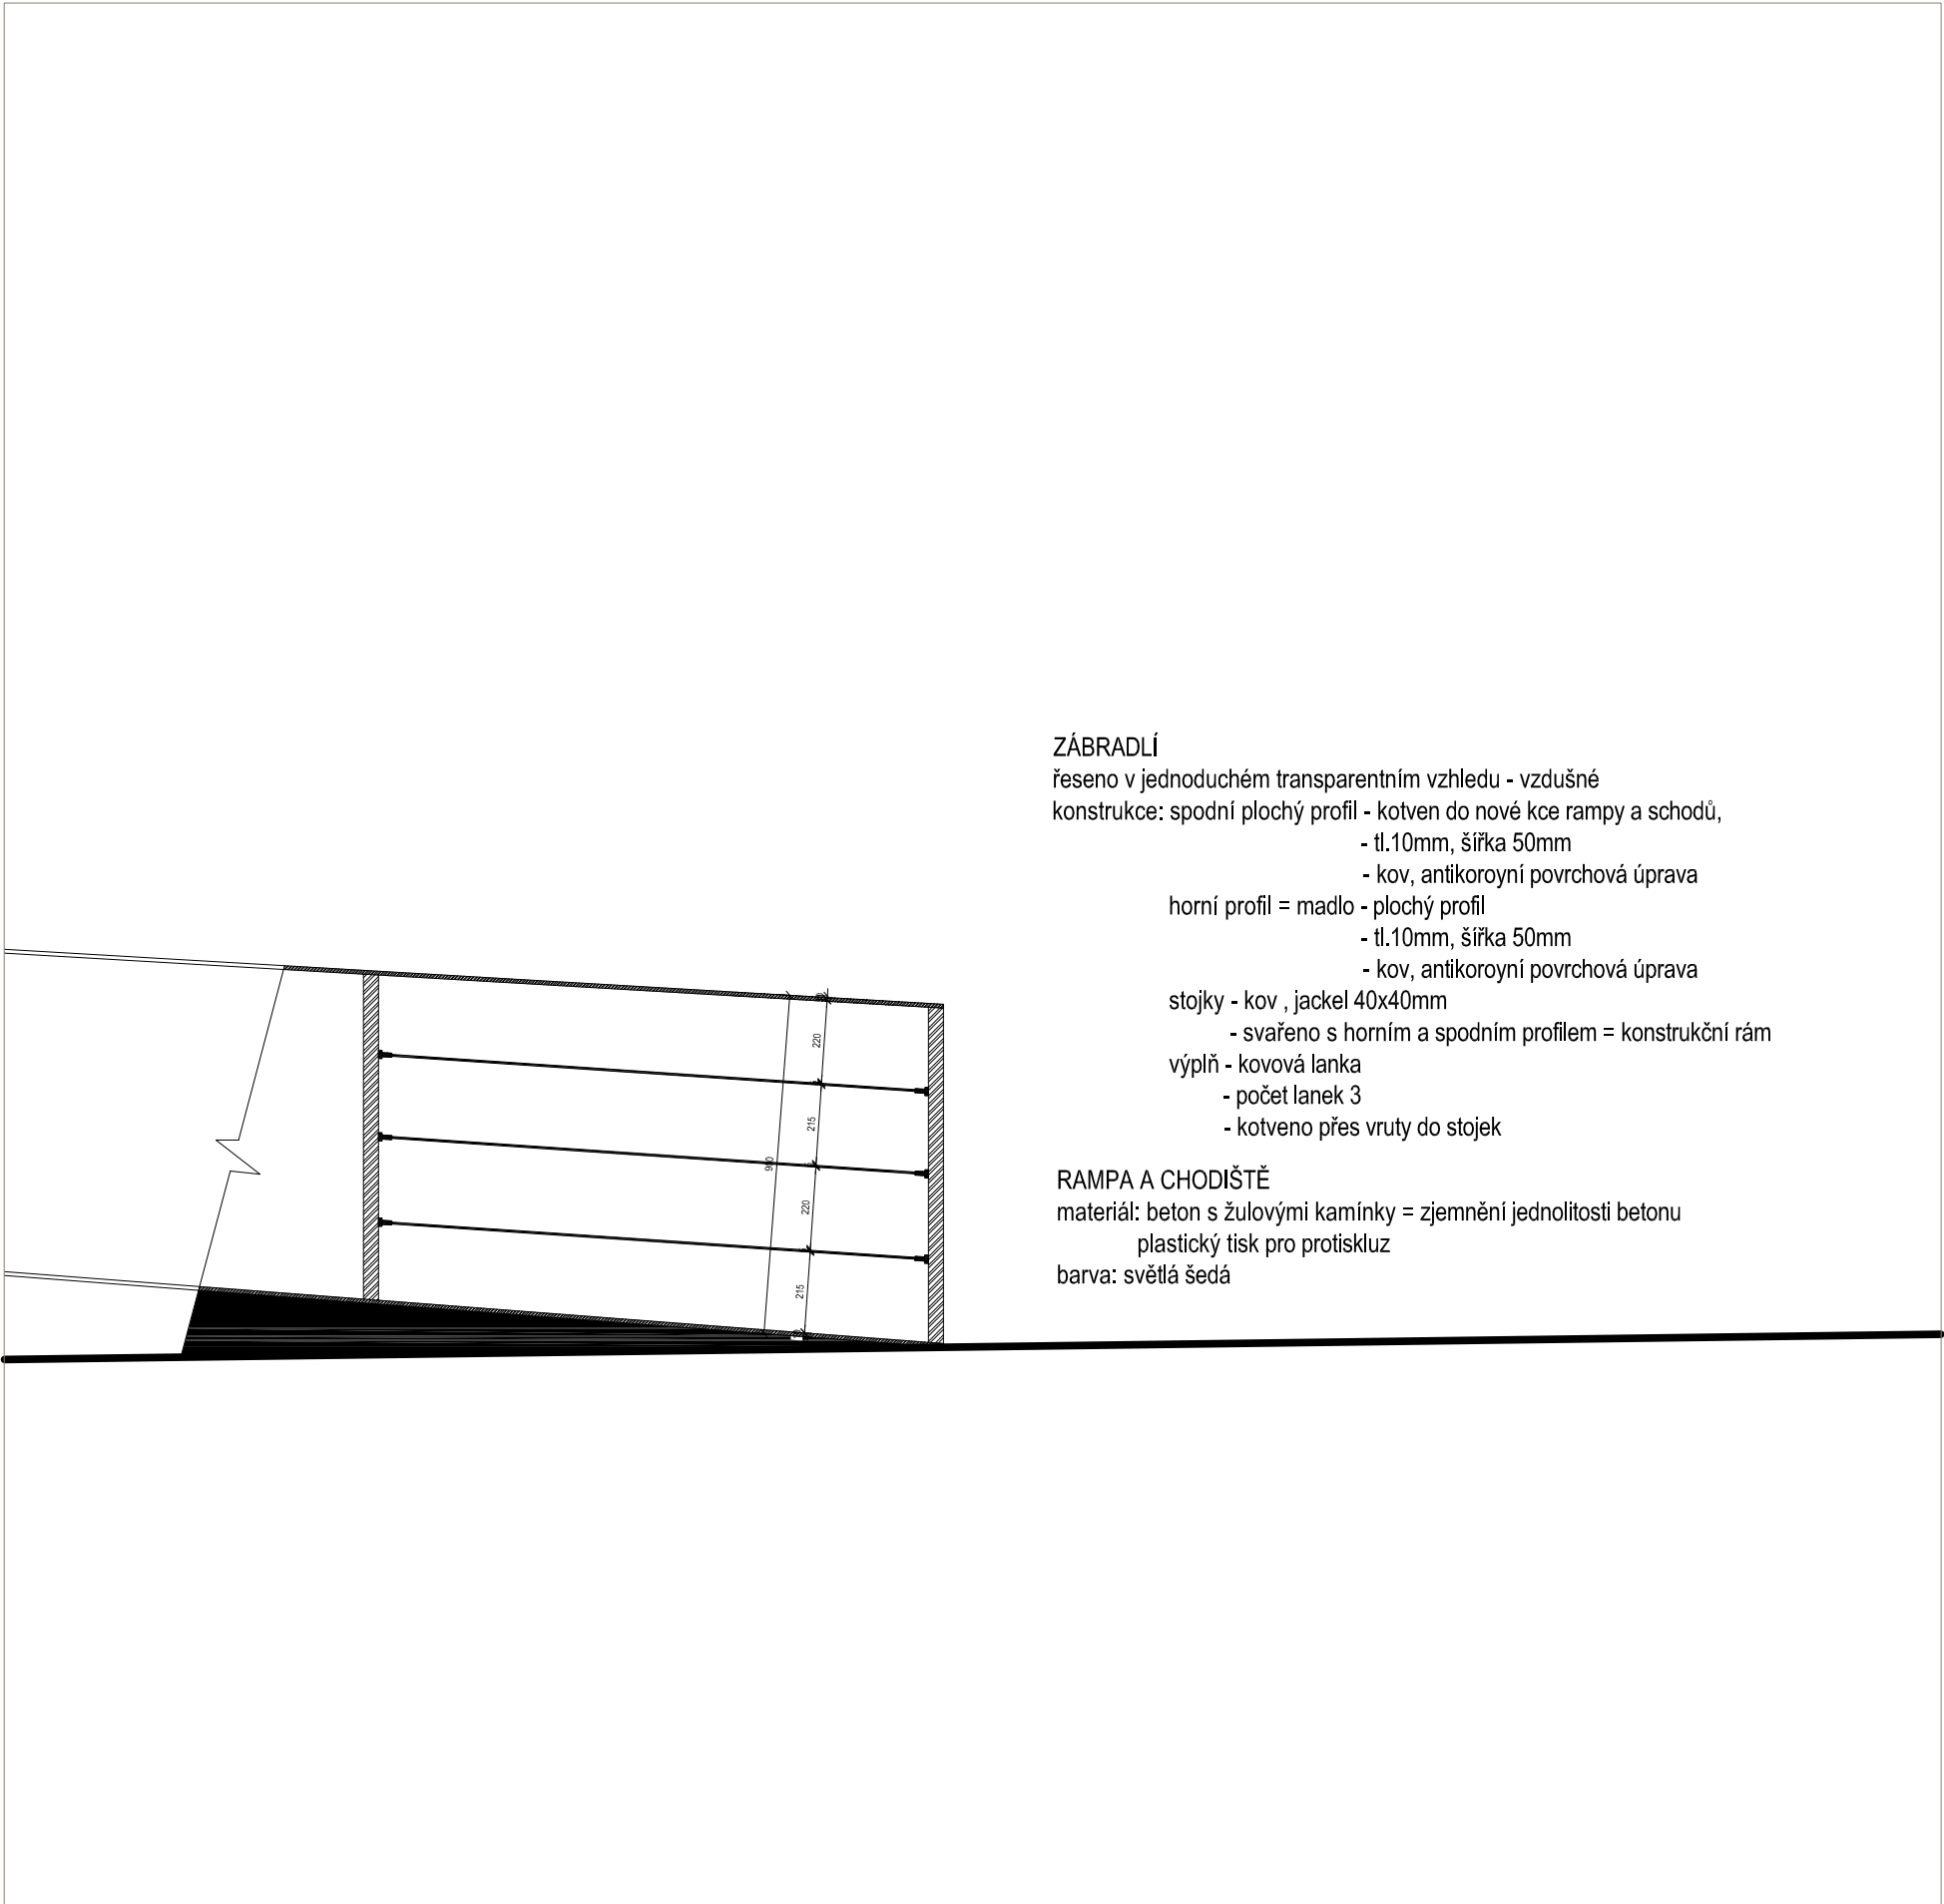 ZÁBRADLÍ
řeseno v jednoduchém transparentním vzhledu - vzdušné
konstrukce: spodní plochý profil - kotven do nové kce rampy a schodů,
- tl.10mm, šířka 50mm
- kov, antikoroyní povrchová úprava
horní profil = madlo - plochý profil
- tl.10mm, šířka 50mm
- kov, antikoroyní povrchová úprava
stojky - kov , jackel 40x40mm
- svařeno s horním a spodním profilem = konstrukční rám
výplň - kovová lanka
- počet lanek 3
- kotveno přes vruty do stojek
RAMPA A CHODIŠTĚ
materiál: beton s žulovými kamínky = zjemnění jednolitosti betonu
plastický tisk pro protiskluz
barva: světlá šedá
220
215
220
215